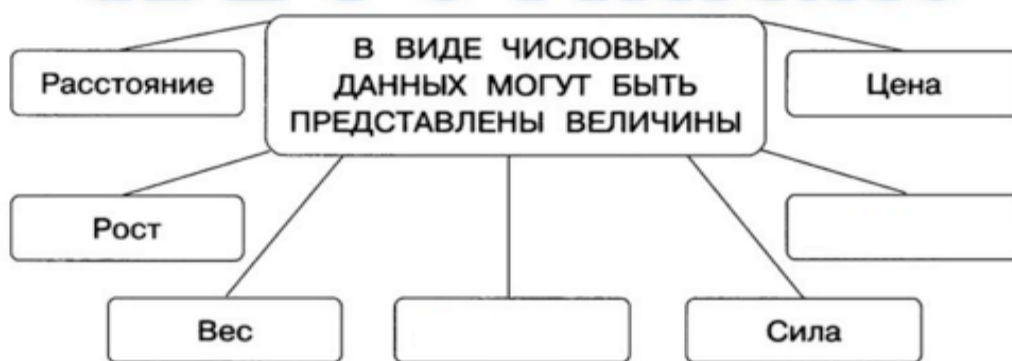 В ВИДЕ ЧИСЛОВЫХ
ДАННЫХ МОГУТ БЫТЬ
ПРЕДСТАВЛЕНЫ ВЕЛИЧИНЫ
Расстояние
Цена
Рост
Вес
Сила